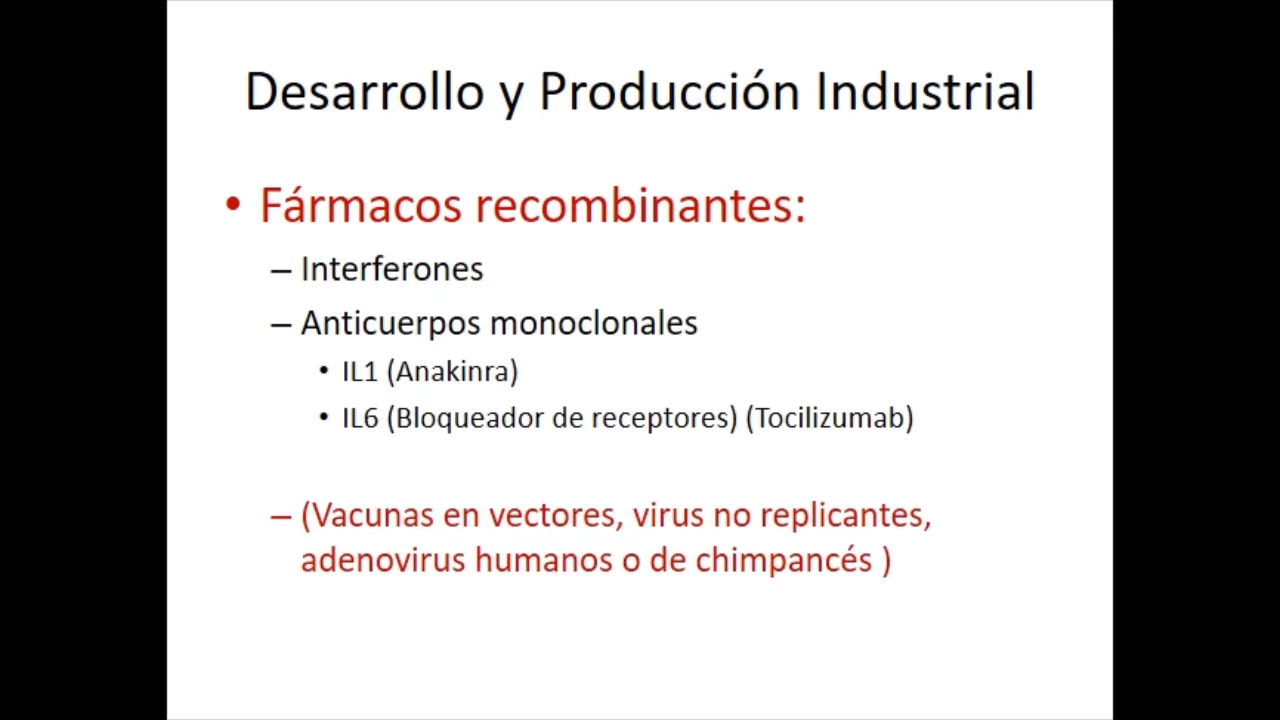 Desarrollo y Producción Industrial
• Fármacos recombinantes:
– Interferones
– Anticuerpos monoclonales
• IL1 (Anakinra)
• IL6 (Bloqueador de receptores) (Tocilizumab)
– (Vacunas en vectores, virus no replicantes,
adenovirus humanos o de chimpancés )